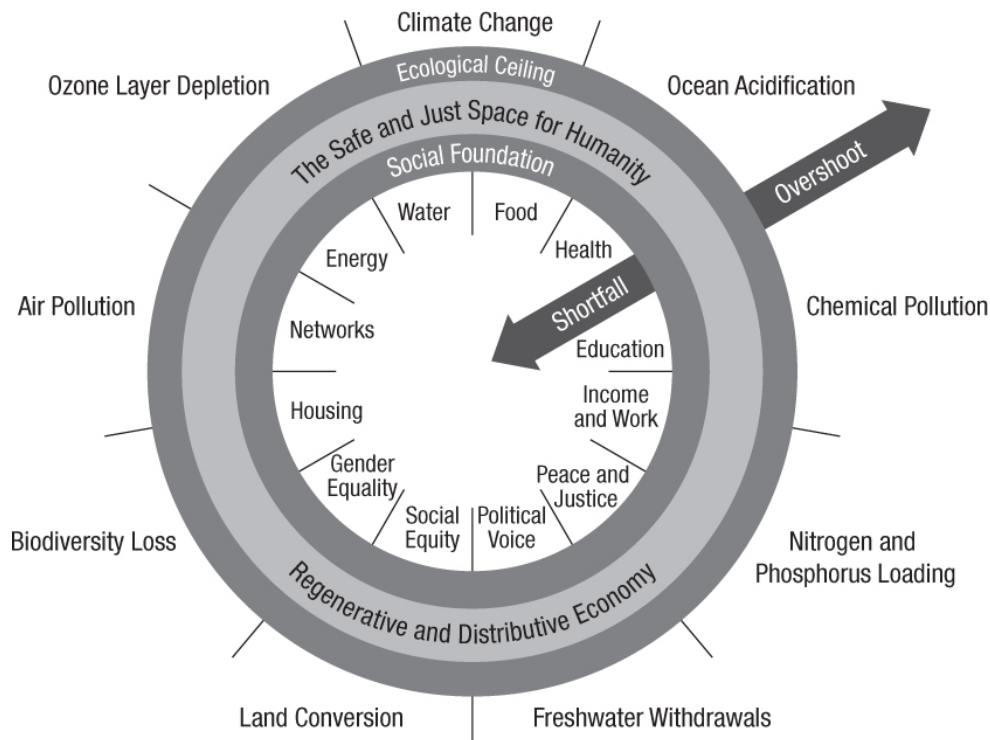 Climate Change
Ozone Layer Depletion
Ocean Acidification
Ecological Ceiling
The Safe and Just Space for Humanity
Social Foundation
Overshoot
Water
Food
Energy
Health
Shortfall
Air Pollution
Chemical Pollution
Networks
Education
Housing
Income
and Work
Gender
Equality
Peace and
Justice
Social
Equity
Political
Voice
Biodiversity Loss
Nitrogen and
Phosphorus Loading
Regenerative and Distributive Economy
Land Conversion
Freshwater Withdrawals